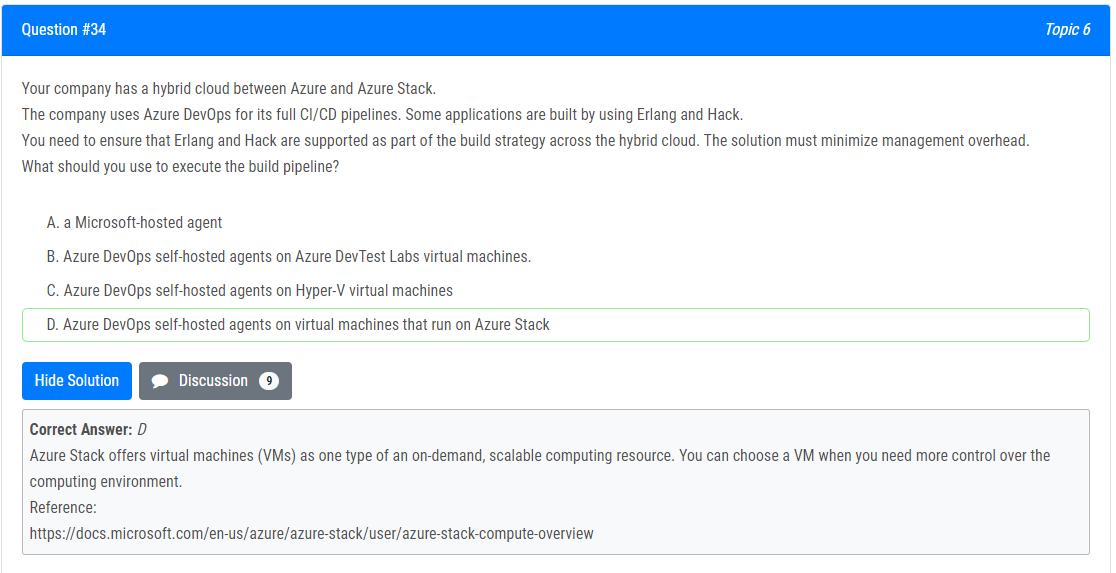 Question #34
Topic 6
Your company has a hybrid cloud between Azure and Azure Stack.
The company uses Azure DevOps for its full CI/CD pipelines. Some applications are built by using Erlang and Hack.
You need to ensure that Erlang and Hack are supported as part of the build strategy across the hybrid cloud. The solution must minimize management overhead.
What should you use to execute the build pipeline?
A. a Microsoft-hosted agent
B. Azure DevOps self-hosted agents on Azure DevTest Labs virtual machines.
C. Azure DevOps self-hosted agents on Hyper-V virtual machines
D. Azure DevOps self-hosted agents on virtual machines that run on Azure Stack
Hide Solution
Discussion 9
Correct Answer: D
Azure Stack offers virtual machines (VMs) as one type of an on-demand, scalable computing resource. You can choose a VM when you need more control over the
computing environment.
Reference:
https://docs.microsoft.com/en-us/azure/azure-stack/user/azure-stack-compute-overview